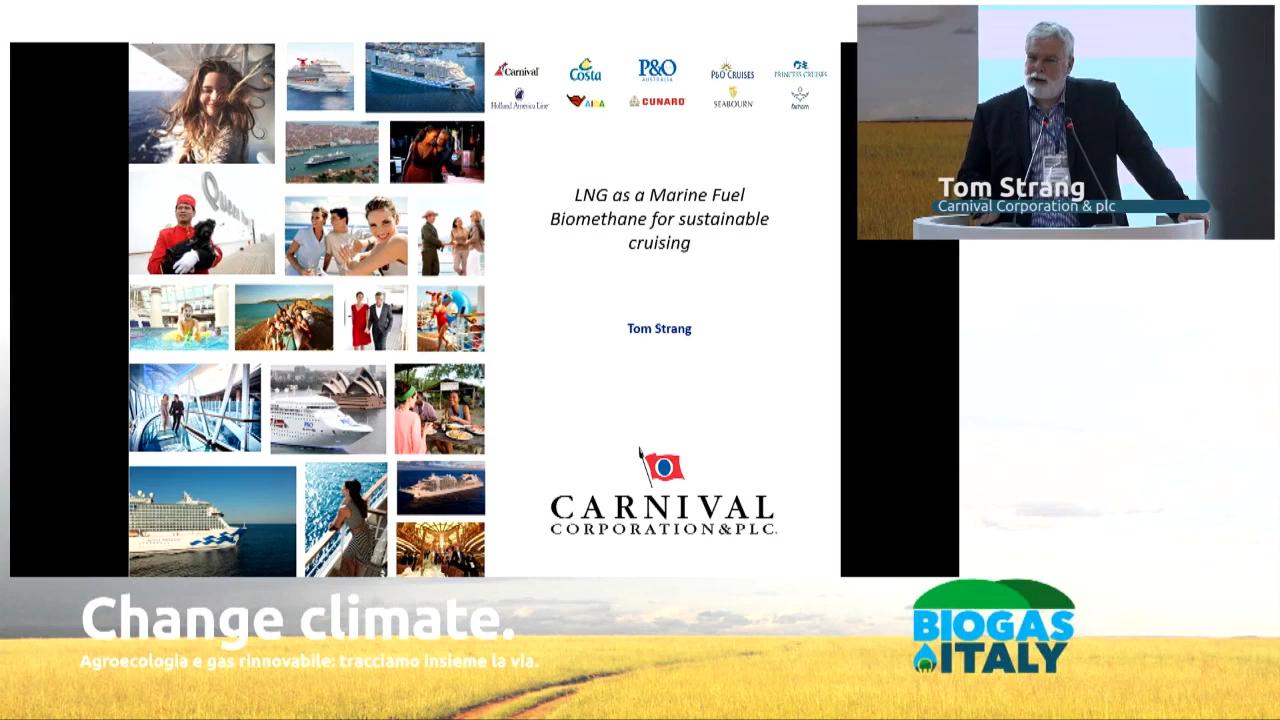 Carnival
Costa
P&O
AUSTRALIA
P&O CRUISES
PRINCESS CRUISES
Holland America Line
AIDA
CUNARD
SEABOURN
fathom
LNG as a Marine Fuel
Biomethane for sustainable
cruising
Tom Strang
CARNIVAL
CORPORATION&PLC
Tom Strang
Carnival Corporation & plc
Change climate.
Agroecologia e gas rinnovabile: tracciamo insieme la via.
BIOGAS
ITALY